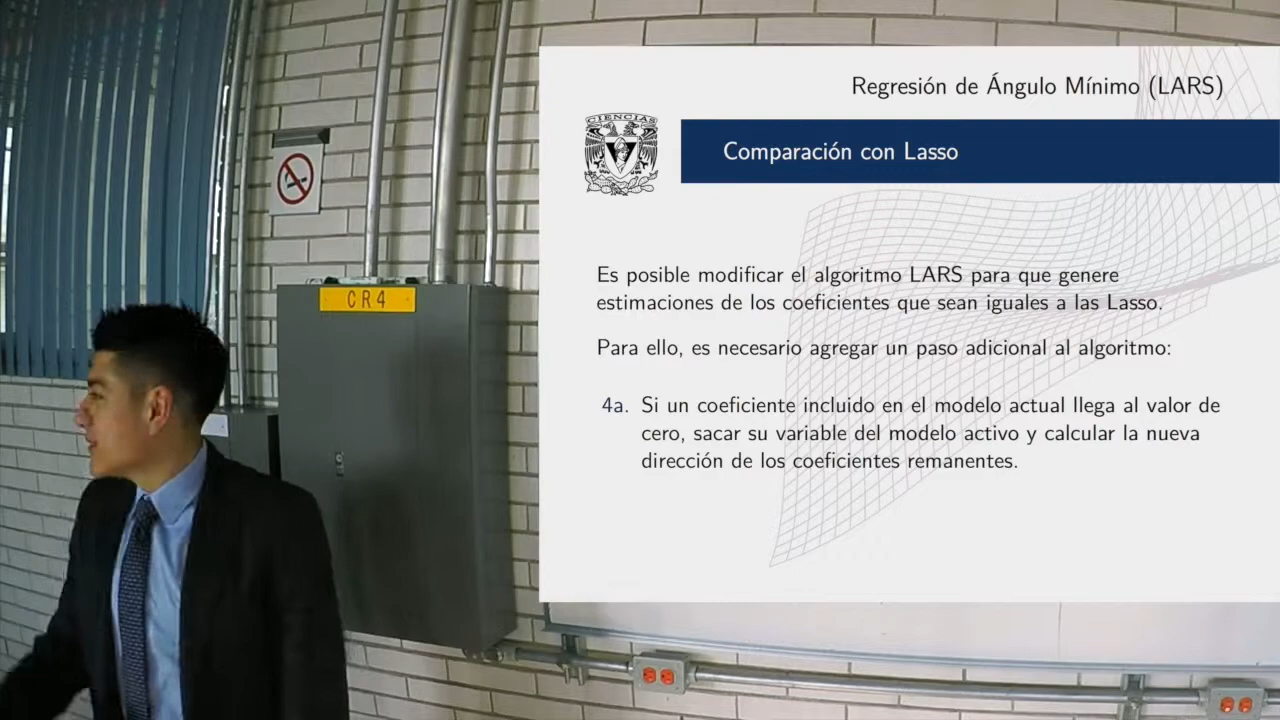 Regresión de Ángulo Mínimo (LARS)
CIENCIAS
Comparación con Lasso
Es posible modificar el algoritmo LARS para que genere
estimaciones de los coeficientes que sean iguales a las Lasso.
Para ello, es necesario agregar un paso adicional al algoritmo:
4a. Si un coeficiente incluido en el modelo actual llega al valor de
cero, sacar su variable del modelo activo y calcular la nueva
dirección de los coeficientes remanentes.
CR4